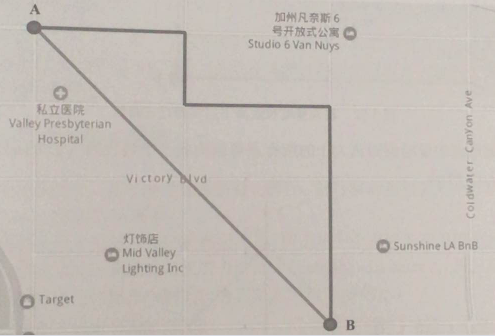 A
加州凡奈斯 6
号开放式公寓
Studio 6 Van Nuys
私立医院
Valley Presbyterian
Hospital
Coldwater Canyon Ave
Victory Blvd
灯饰店
Mid Valley
Lighting Inc
Sunshine LA BnB
Target
B